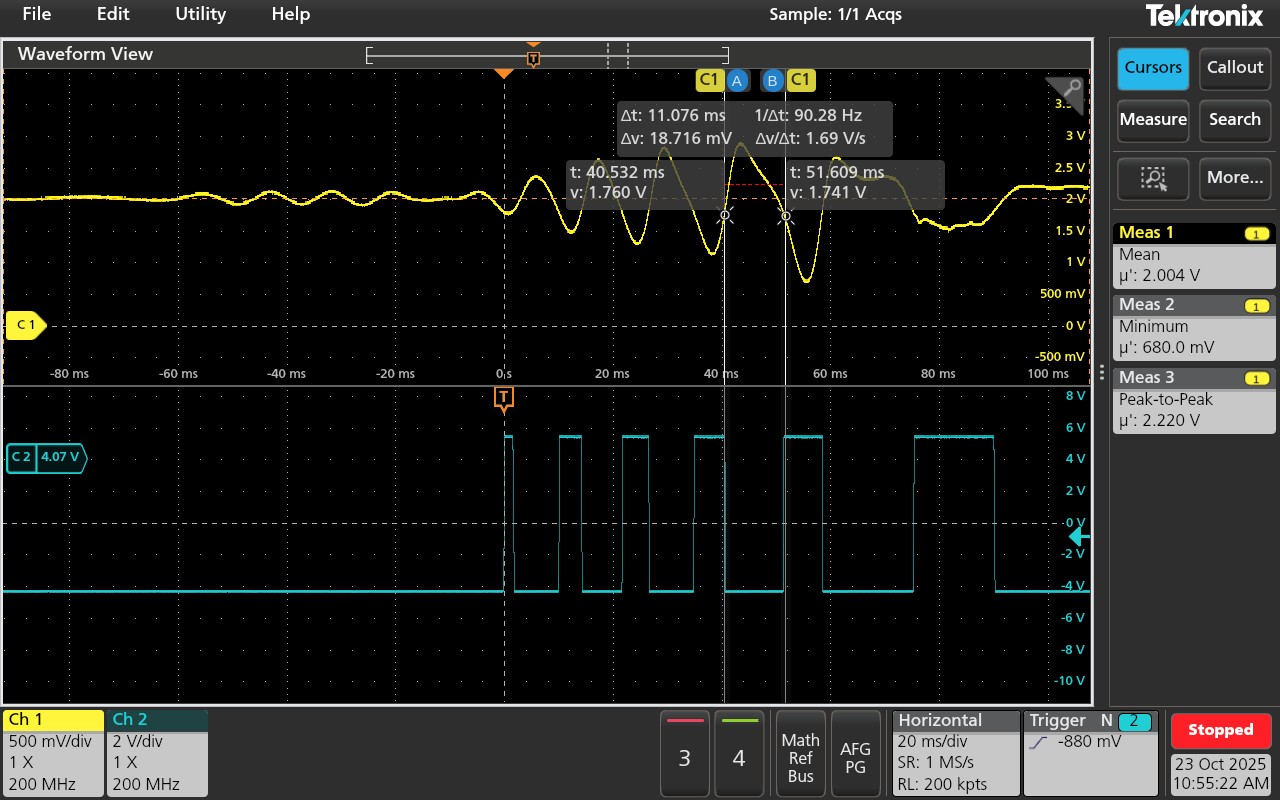 File Edit Utility Help Sample: 1/1 Acqs Tektronix
Waveform View
T
Cursors Callout
Measure Search
More...
C1 A B C1
Δt: 11.076 ms 1/Δt: 90.28 Hz
Δv: 18.716 mV Δv/Δt: 1.69 V/s
t: 40.532 ms
v: 1.760 V
t: 51.609 ms
v: 1.741 V
3 V
2.5 V
2 V
1.5 V
1 V
500 mV
0 V
-500 mV
C 1
-80 ms -60 ms -40 ms -20 ms 0 s 20 ms 40 ms 60 ms 80 ms 100 ms
T
8 V
6 V
4 V
2 V
0 V
-2 V
-4 V
-6 V
-8 V
-10 V
C 2 4.07 V
Meas 1 1
Mean
µ': 2.004 V
Meas 2 1
Minimum
µ': 680.0 mV
Meas 3 1
Peak-to-Peak
µ': 2.220 V
Ch 1
500 mV/div
1 X
200 MHz
Ch 2
2 V/div
1 X
200 MHz
3
4
Math
Ref
Bus
AFG
PG
Horizontal
20 ms/div
SR: 1 MS/s
RL: 200 kpts
Trigger N 2
-880 mV
Stopped
23 Oct 2025
10:55:22 AM